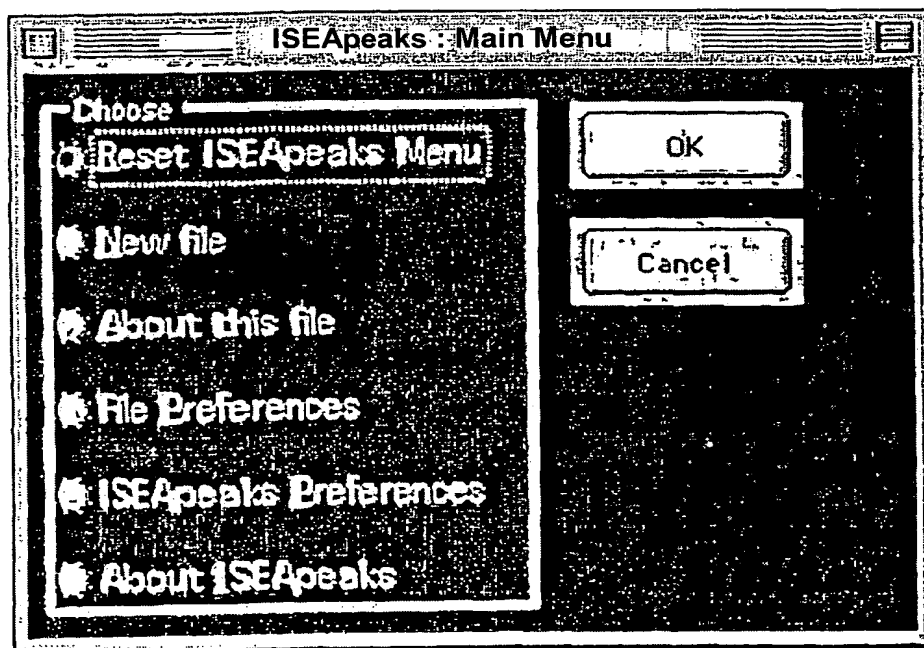 ISEApeaks : Main Menu
Choose
Reset ISEApeaks Menu
OK
New file
Cancel
About this file
File Preferences
ISEApeaks Preferences
About ISEApeaks